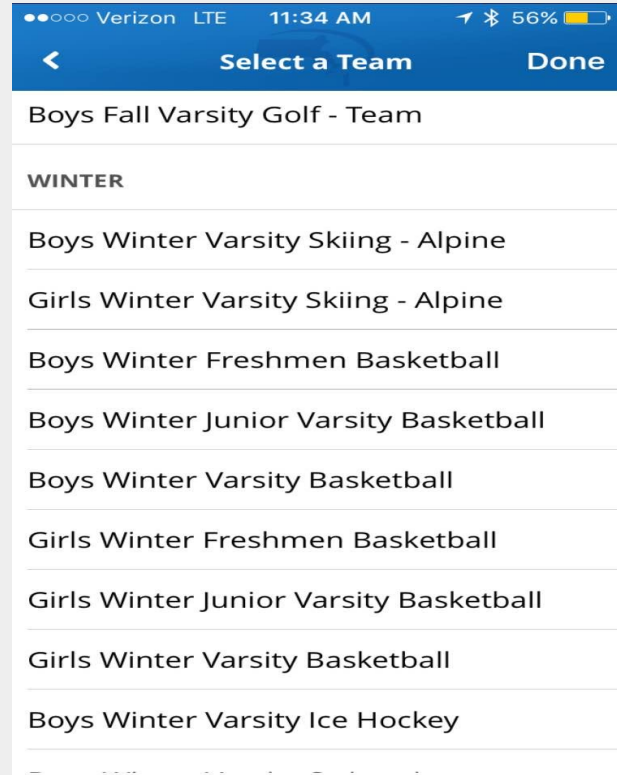 Verizon LTE 11:34 AM 56%
Select a Team Done
Boys Fall Varsity Golf - Team
WINTER
Boys Winter Varsity Skiing - Alpine
Girls Winter Varsity Skiing - Alpine
Boys Winter Freshmen Basketball
Boys Winter Junior Varsity Basketball
Boys Winter Varsity Basketball
Girls Winter Freshmen Basketball
Girls Winter Junior Varsity Basketball
Girls Winter Varsity Basketball
Boys Winter Varsity Ice Hockey